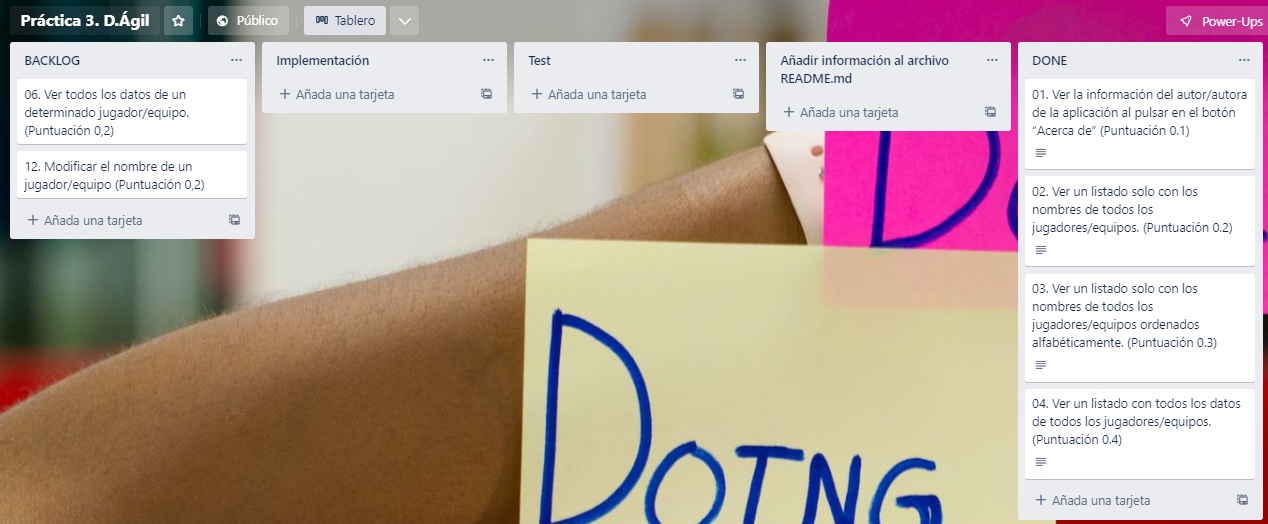 Práctica 3. D.Ágil
Público
Tablero
Power-Ups
BACKLOG
06. Ver todos los datos de un
determinado jugador/equipo.
(Puntuación 0,2)
12. Modificar el nombre de un
jugador/equipo (Puntuación 0,2)
Añada una tarjeta
Implementación
Añada una tarjeta
Test
Añada una tarjeta
Añadir información al archivo
README.md
Añada una tarjeta
DONE
01. Ver la información del autor/autora
de la aplicación al pulsar en el botón
“Acerca de” (Puntuación 0.1)
02. Ver un listado solo con los
nombres de todos los
jugadores/equipos. (Puntuación 0.2)
03. Ver un listado solo con los
nombres de todos los
jugadores/equipos ordenados
alfabéticamente. (Puntuación 0.3)
04. Ver un listado con todos los datos
de todos los jugadores/equipos.
(Puntuación 0.4)
Añada una tarjeta
DOING